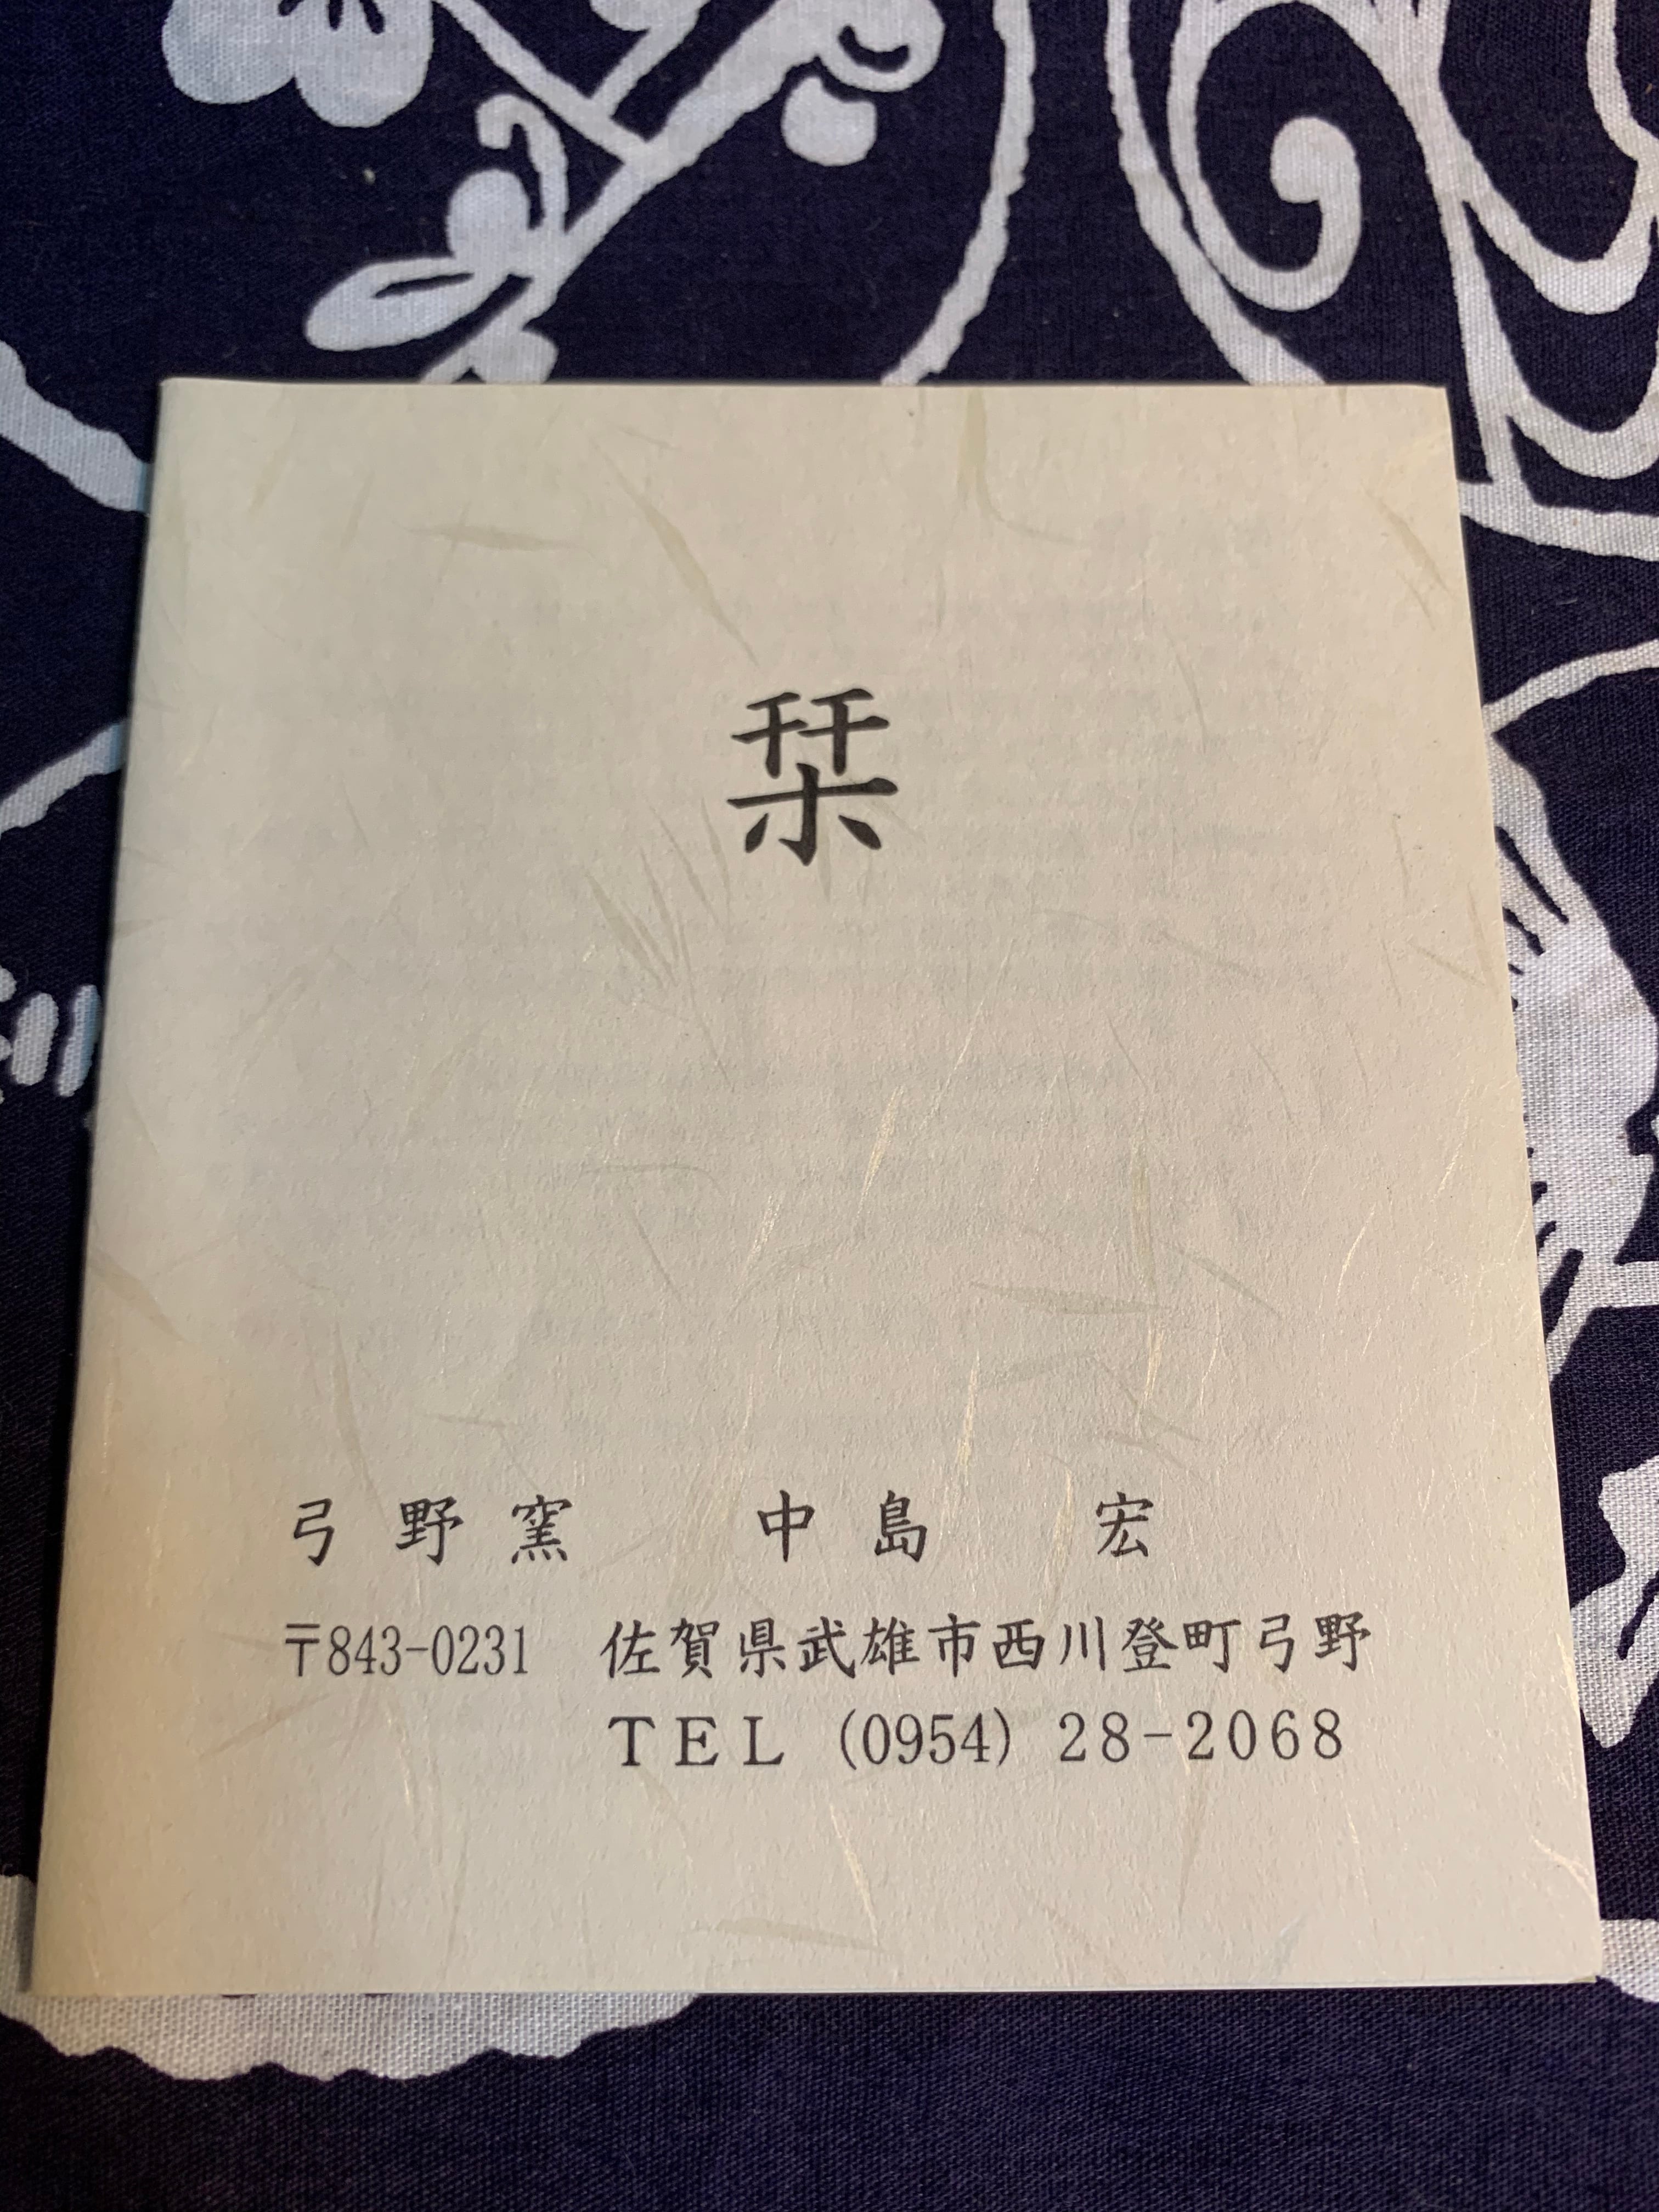 栞
弓野窯　中島　宏
〒843-0231　佐賀県武雄市西川登町弓野
TEL (0954) 28-2068